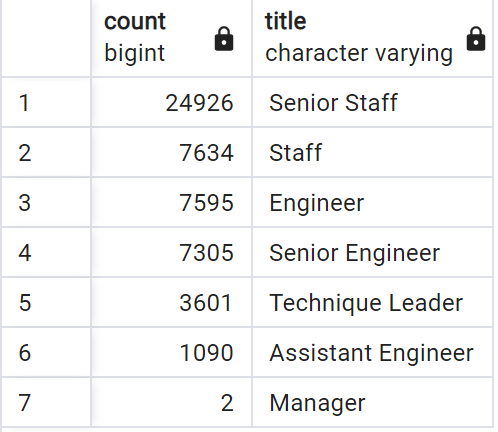 count title
bigint character varying
1 24926 Senior Staff
2 7634 Staff
3 7595 Engineer
4 7305 Senior Engineer
5 3601 Technique Leader
6 1090 Assistant Engineer
7 2 Manager